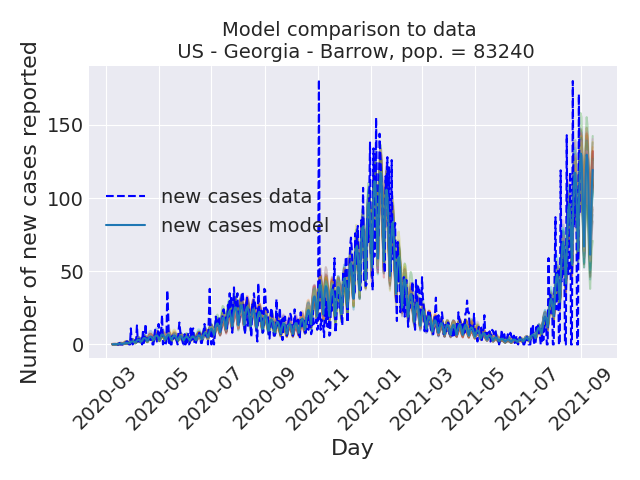 Model comparison to data
US - Georgia - Barrow, pop. = 83240
Number of new cases reported
150
100
50
0
new cases data
new cases model
2020-03
2020-05
2020-07
2020-09
2020-11
2021-01
2021-03
2021-05
2021-07
2021-09
Day